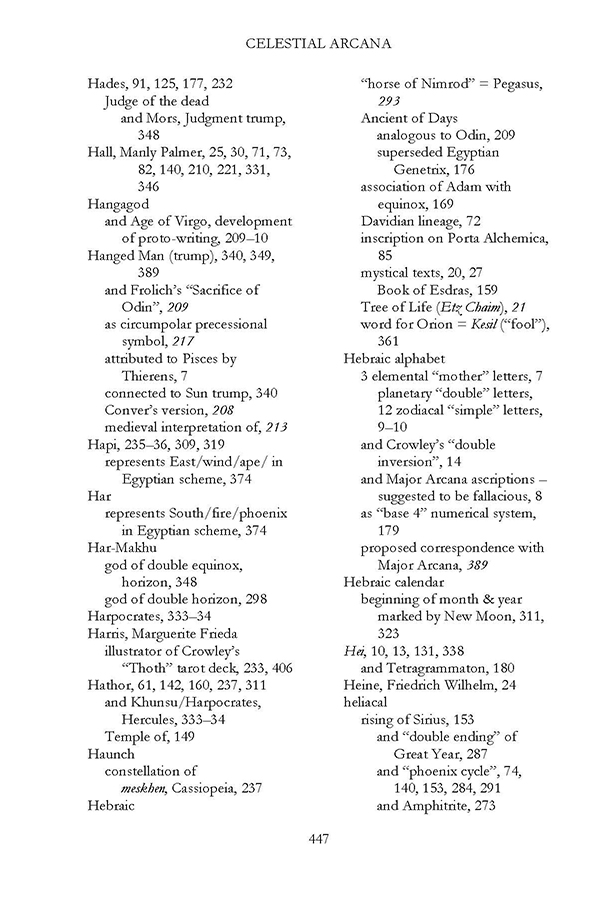 CELESTIAL ARCANA
Hades, 91, 125, 177, 232
Judge of the dead
and Mors, Judgment trump,
348
Hall, Manly Palmer, 25, 30, 71, 73,
82, 140, 210, 221, 331,
346
Hangagod
and Age of Virgo, development
of proto-writing, 209–10
Hanged Man (trump), 340, 349,
389
and Frolich's “Sacrifice of
Odin”, 209
as circumpolar precessional
symbol, 217
attributed to Pisces by
Thierens, 7
connected to Sun trump, 340
Conver's version, 208
medieval interpretation of, 213
Hapi, 235–36, 309, 319
represents East/wind/ape/ in
Egyptian scheme, 374
Har
represents South/fire/phoenix
in Egyptian scheme, 374
Har-Makhu
god of double equinox,
horizon, 348
god of double horizon, 298
Harpocrates, 333–34
Harris, Marguerite Frieda
illustrator of Crowley's
“Thoth” tarot deck, 233, 406
Hathor, 61, 142, 160, 237, 311
and Khunsu/Harpocrates,
Hercules, 333–34
Temple of, 149
Haunch
constellation of
meskhen, Cassiopeia, 237
Hebraic
“horse of Nimrod” = Pegasus,
293
Ancient of Days
analogous to Odin, 209
superseded Egyptian
Genetrix, 176
association of Adam with
equinox, 169
Davidian lineage, 72
inscription on Porta Alchemica,
85
mystical texts, 20, 27
Book of Esdras, 159
Tree of Life (Etz Chaim), 21
word for Orion = Kesil (“fool”),
361
Hebraic alphabet
3 elemental “mother” letters, 7
planetary “double” letters,
12 zodiacal “simple” letters,
9–10
and Crowley's “double
inversion”, 14
and Major Arcana ascriptions –
suggested to be fallacious, 8
as “base 4” numerical system,
179
proposed correspondence with
Major Arcana, 389
Hebraic calendar
beginning of month & year
marked by New Moon, 311,
323
Hei, 10, 13, 131, 338
and Tetragrammaton, 180
Heine, Friedrich Wilhelm, 24
heliacal
rising of Sirius, 153
and “double ending” of
Great Year, 287
and “phoenix cycle”, 74,
140, 153, 284, 291
and Amphitrite, 273
447